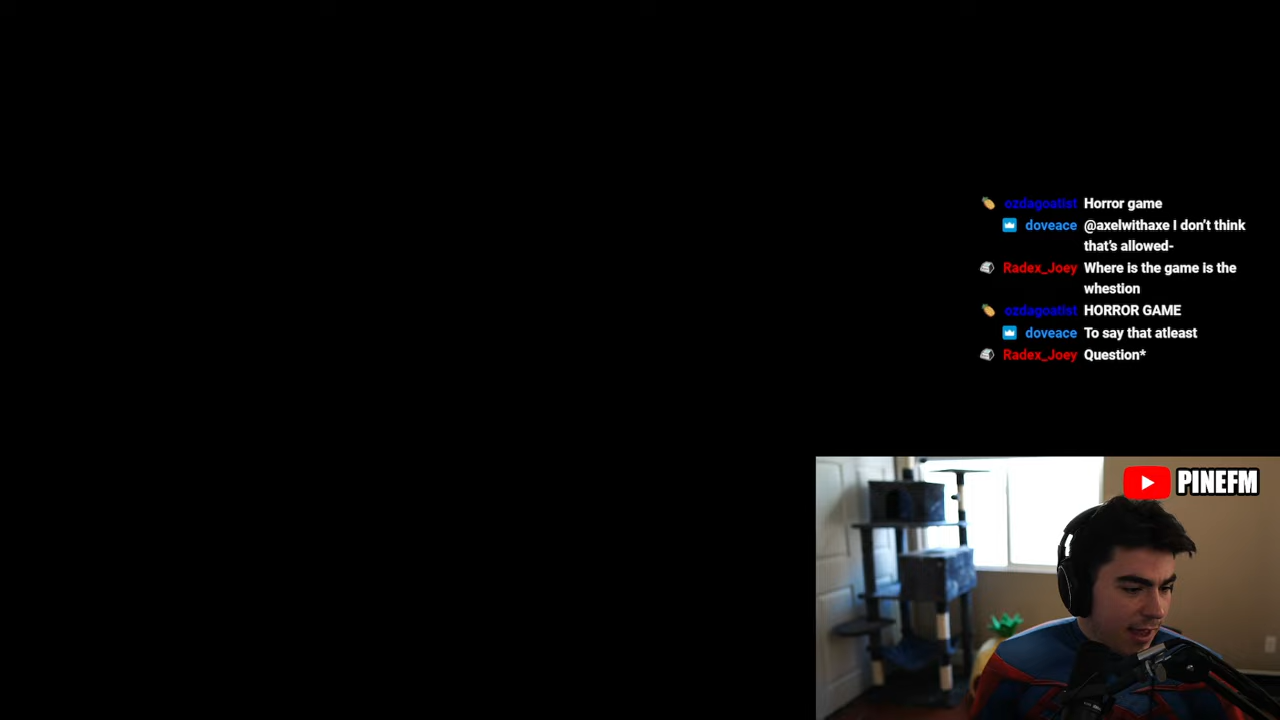 ozdagoatist Horror game
doveace @axelwithaxe I don't think
that's allowed-
Radex_Joey Where is the game is the
whestion
ozdagoatist HORROR GAME
doveace To say that atleast
Radex_Joey Question*
PINEFM